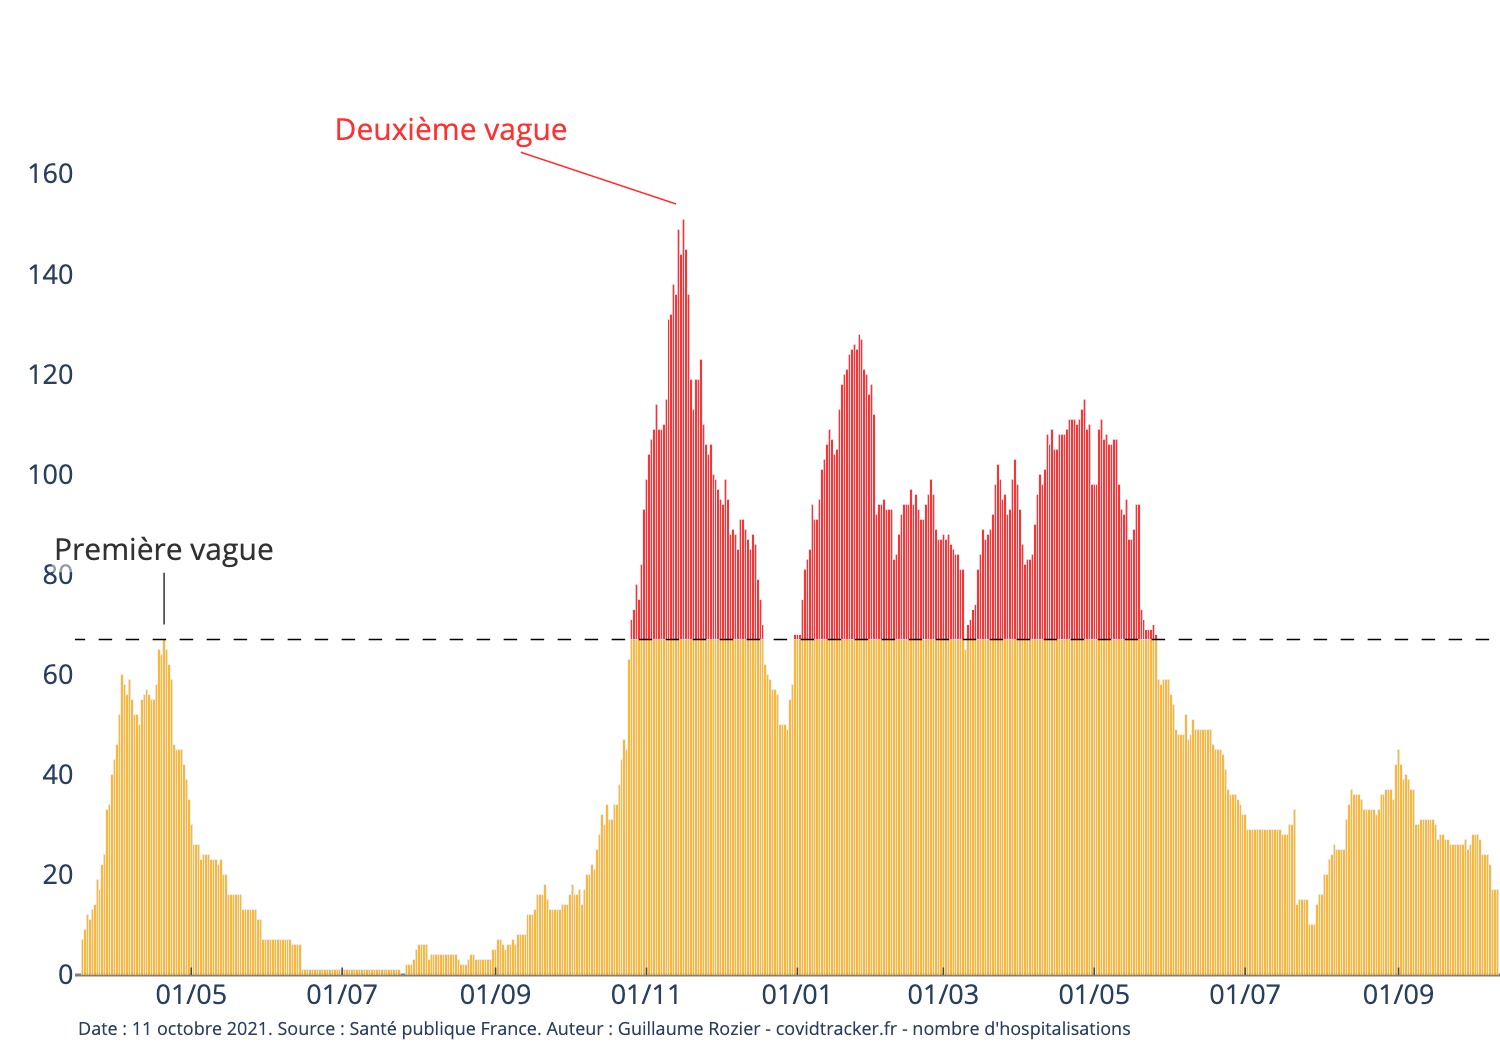 Deuxième vague
160
140
120
100
Première vague
80
60
40
20
0
01/05 01/07 01/09 01/11 01/01 01/03 01/05 01/07 01/09
Date : 11 octobre 2021. Source : Santé publique France. Auteur : Guillaume Rozier - covidtracker.fr - nombre d'hospitalisations